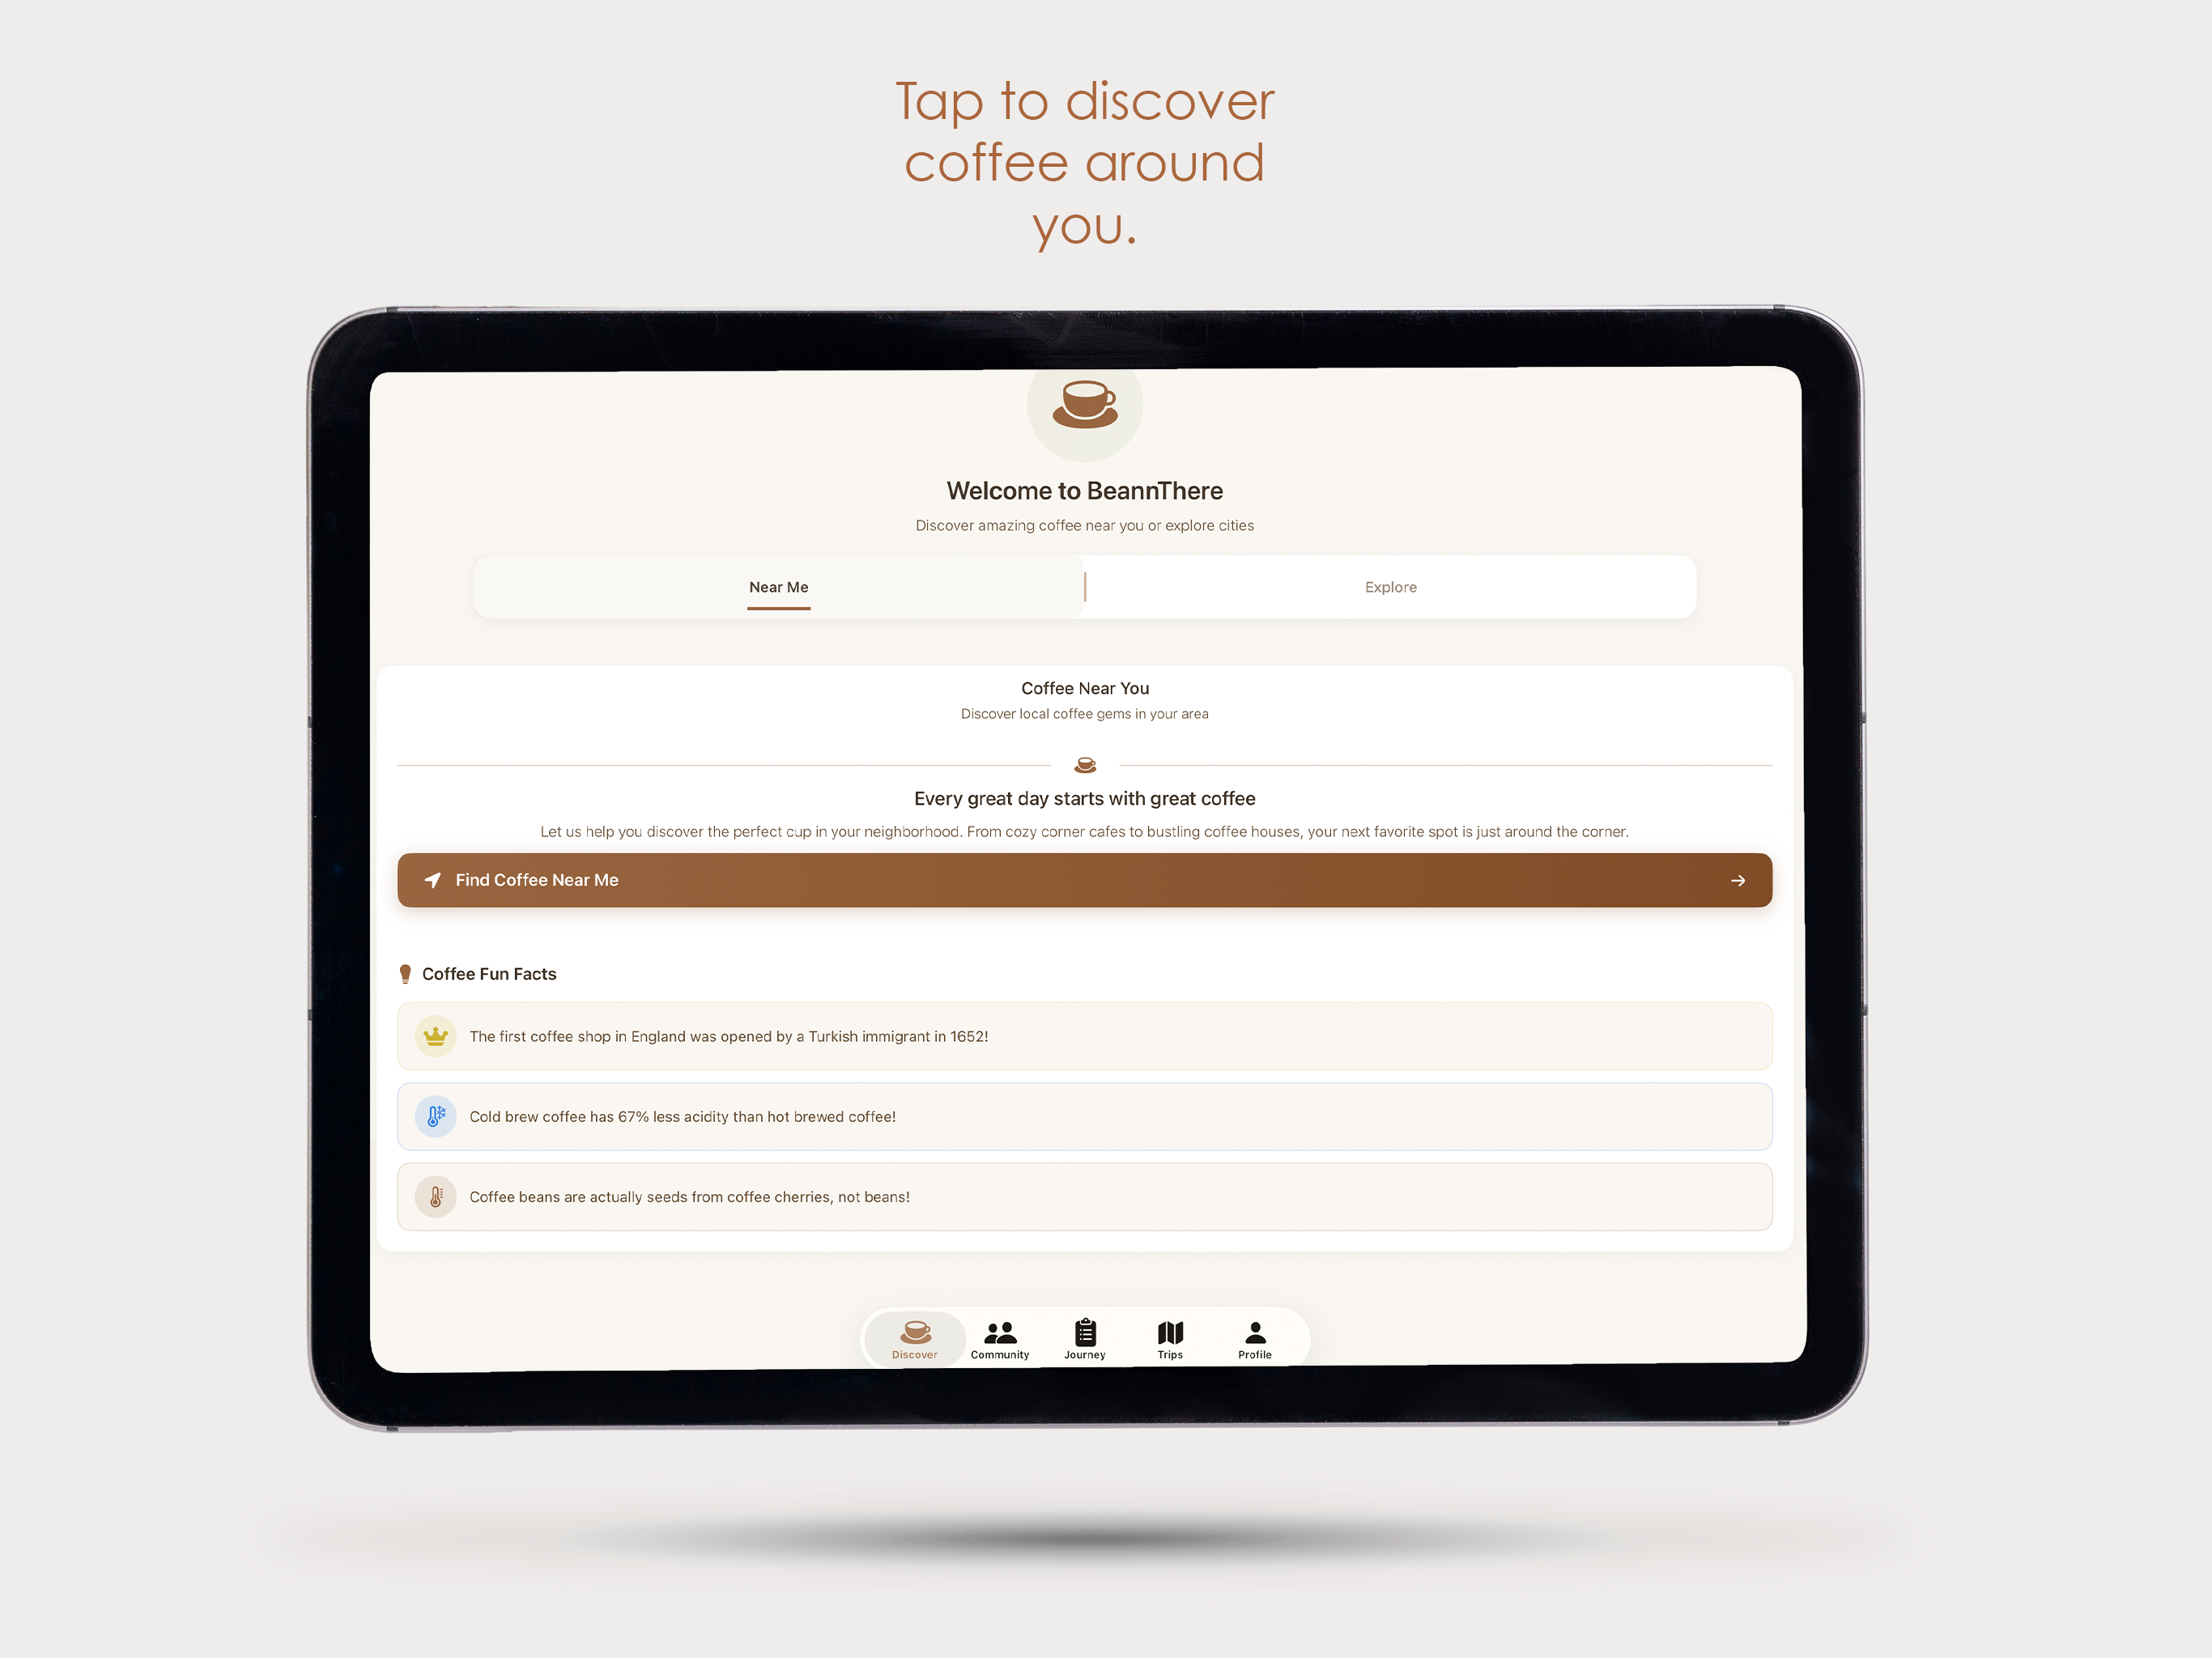 Tap to discover
coffee around
you.
Welcome to BeannThere
Discover amazing coffee near you or explore cities
Near Me
Explore
Coffee Near You
Discover local coffee gems in your area
Every great day starts with great coffee
Let us help you discover the perfect cup in your neighborhood. From cozy corner cafes to bustling coffee houses, your next favorite spot is just around the corner.
Find Coffee Near Me
Coffee Fun Facts
The first coffee shop in England was opened by a Turkish immigrant in 1652!
Cold brew coffee has 67% less acidity than hot brewed coffee!
Coffee beans are actually seeds from coffee cherries, not beans!
Discover
Community
Journey
Trips
Profile